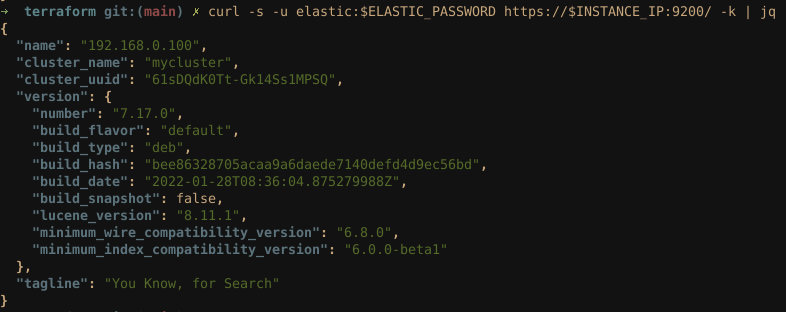 → terraform git:(main) ✗ curl -s -u elastic:$ELASTIC_PASSWORD https://$INSTANCE_IP:9200/ -k | jq
{
  "name": "192.168.0.100",
  "cluster_name": "mycluster",
  "cluster_uuid": "61sDQdK0Tt-Gk14Ss1MPSQ",
  "version": {
    "number": "7.17.0",
    "build_flavor": "default",
    "build_type": "deb",
    "build_hash": "bee86328705acaa9a6daede7140defd4d9ec56bd",
    "build_date": "2022-01-28T08:36:04.875279988Z",
    "build_snapshot": false,
    "lucene_version": "8.11.1",
    "minimum_wire_compatibility_version": "6.8.0",
    "minimum_index_compatibility_version": "6.0.0-beta1"
  },
  "tagline": "You Know, for Search"
}